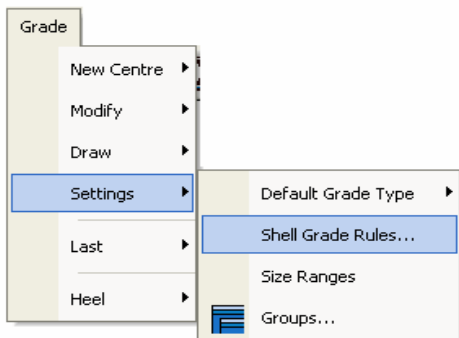 Grade
New Centre
Modify
Draw
Settings
Last
Heel
Default Grade Type
Shell Grade Rules...
Size Ranges
Groups...